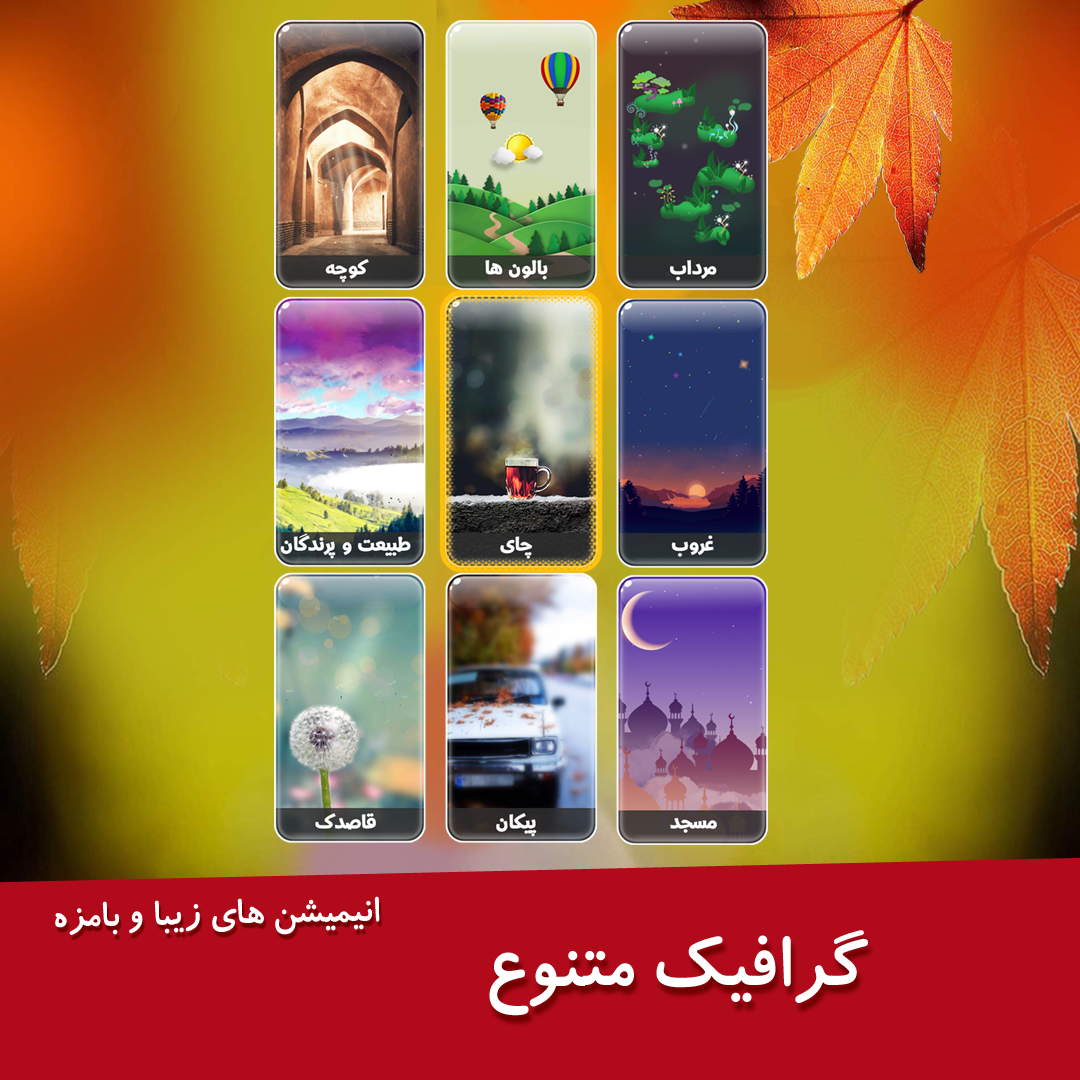 مرداب
بالون ها
کوچه
غروب
چای
طبیعت و پرندگان
مسجد
پیکان
قاصدک
انیمیشن های زیبا و بامزه
گرافیک متنوع